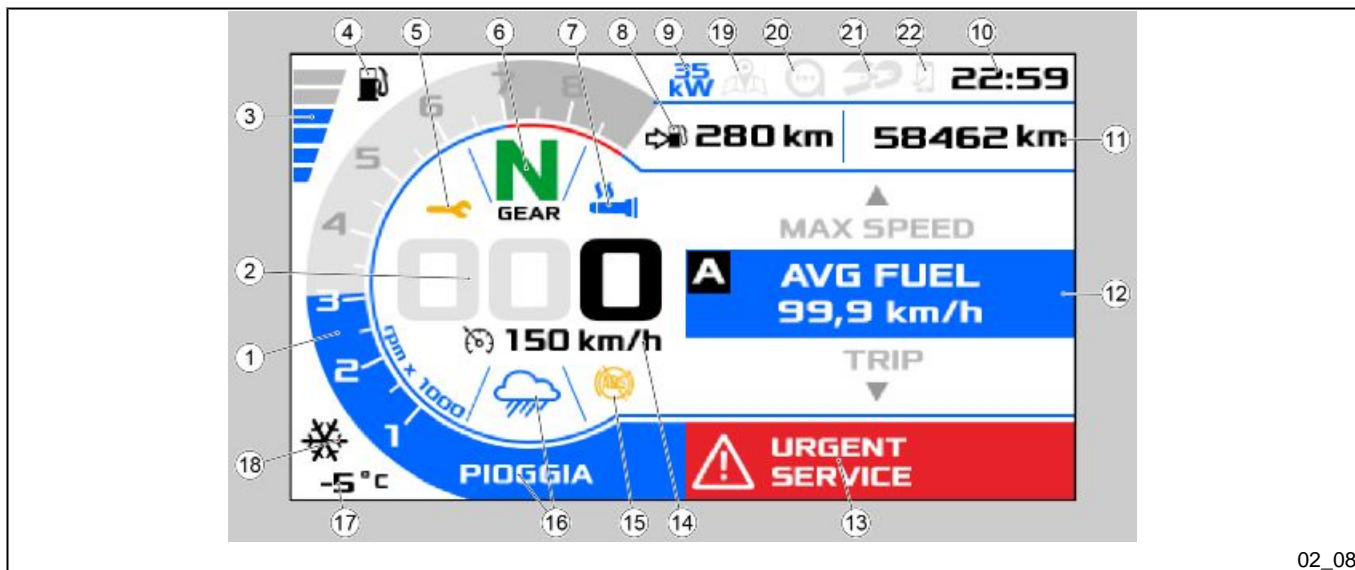 4 5 6 7 8 9 19 20 21 22 10
35
kW
22:59
3
280 km
58462 km
11
8
7
6
5
4
3
2
1
rpm x 1000
N
GEAR
MAX SPEED
2
000
A
AVG FUEL
99,9 km/h
12
150 km/h
TRIP
1
ABS
18
-5°C
PIOGGIA
URGENT
SERVICE
17 16 15 14 13
02_08